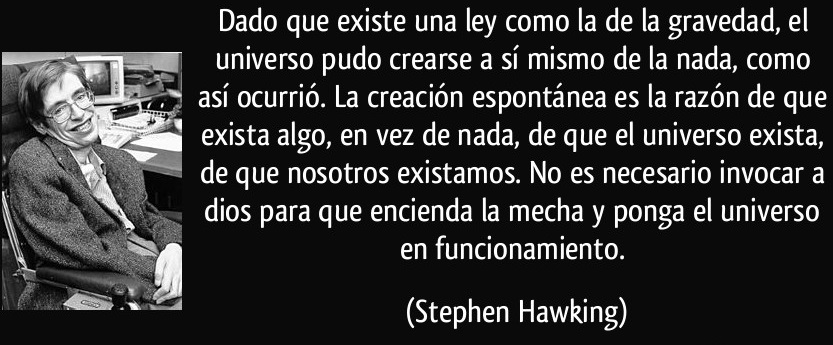 Dado que existe una ley como la de la gravedad, el
universo pudo crearse a sí mismo de la nada, como
así ocurrió. La creación espontánea es la razón de que
exista algo, en vez de nada, de que el universo exista,
de que nosotros existamos. No es necesario invocar a
dios para que encienda la mecha y ponga el universo
en funcionamiento.
(Stephen Hawking)